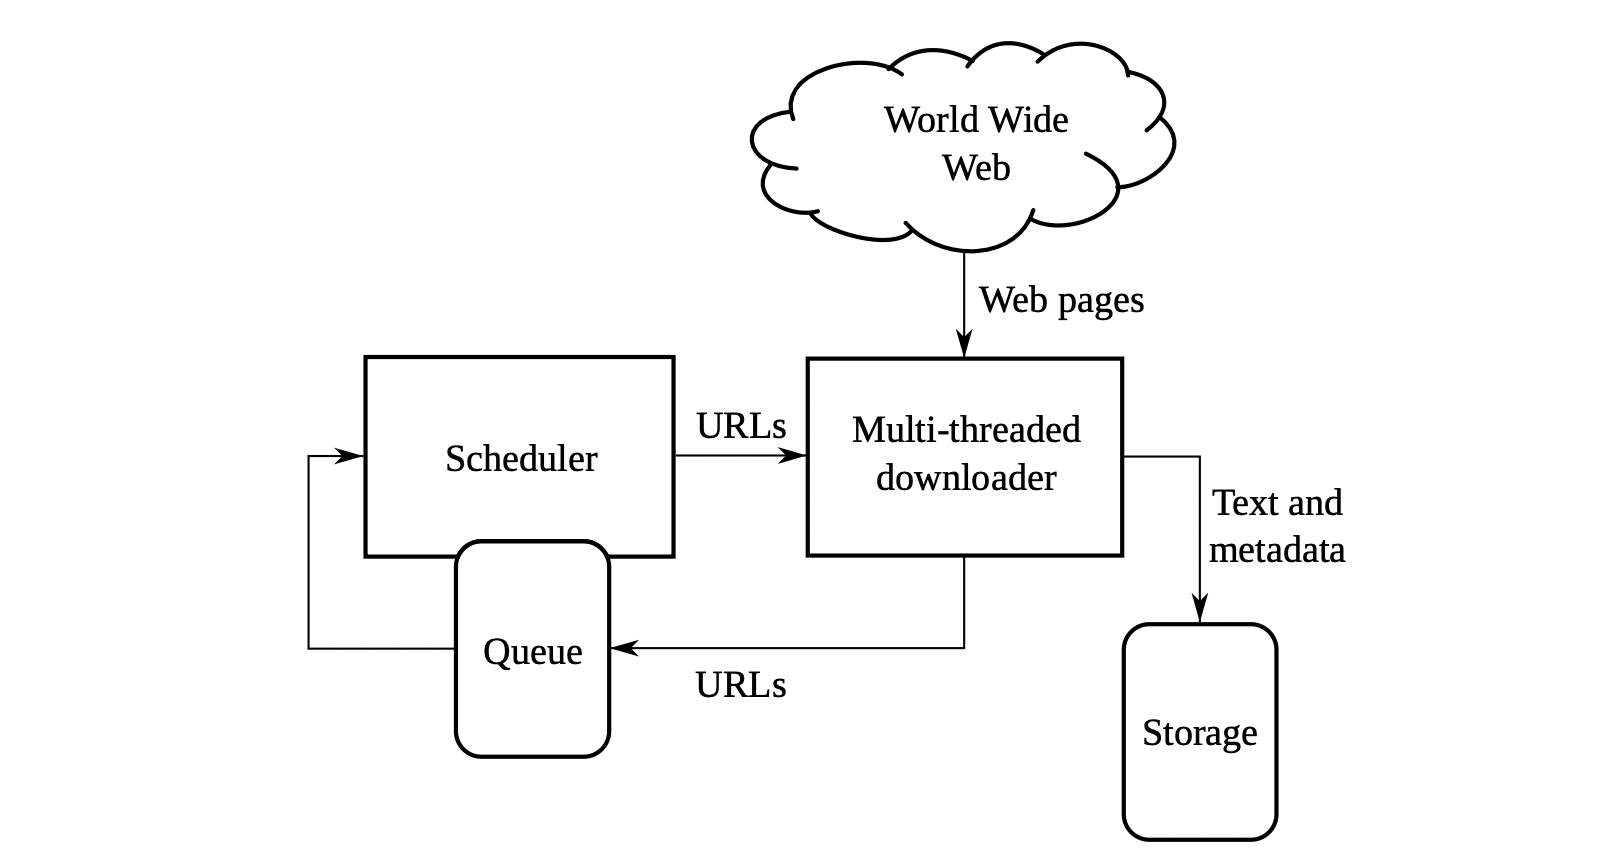 World Wide
Web
Web pages
Scheduler
URLs
Multi-threaded
downloader
Text and
metadata
Queue
URLs
Storage